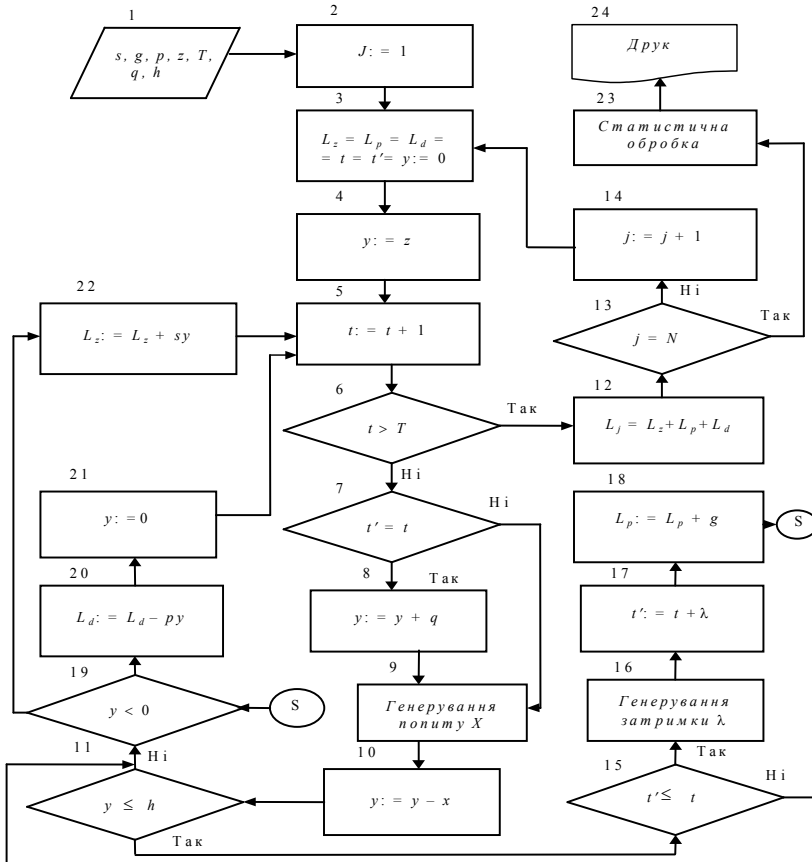 1
s, g, p, z, T,
q, h
2
J: = 1
3
L_z = L_p = L_d =
= t = t′= y: = 0
4
y: = z
5
t: = t + 1
6
t > T
Так
Ні
7
t′ = t
Ні
8
Так
y: = y + q
9
Генерування
попиту X
10
y: = y – x
11
y ≤ h
Ні
Так
12
L_j = L_z + L_p + L_d
13
j = N
Ні
Так
14
j: = j + 1
15
t′ ≤ t
Так
Ні
16
Генерування
затримки λ
17
t′: = t + λ
18
L_p: = L_p + g
S
19
y < 0
S
20
L_d: = L_d – py
21
y: =0
22
L_z: = L_z + sy
23
Статистична
обробка
24
Друк